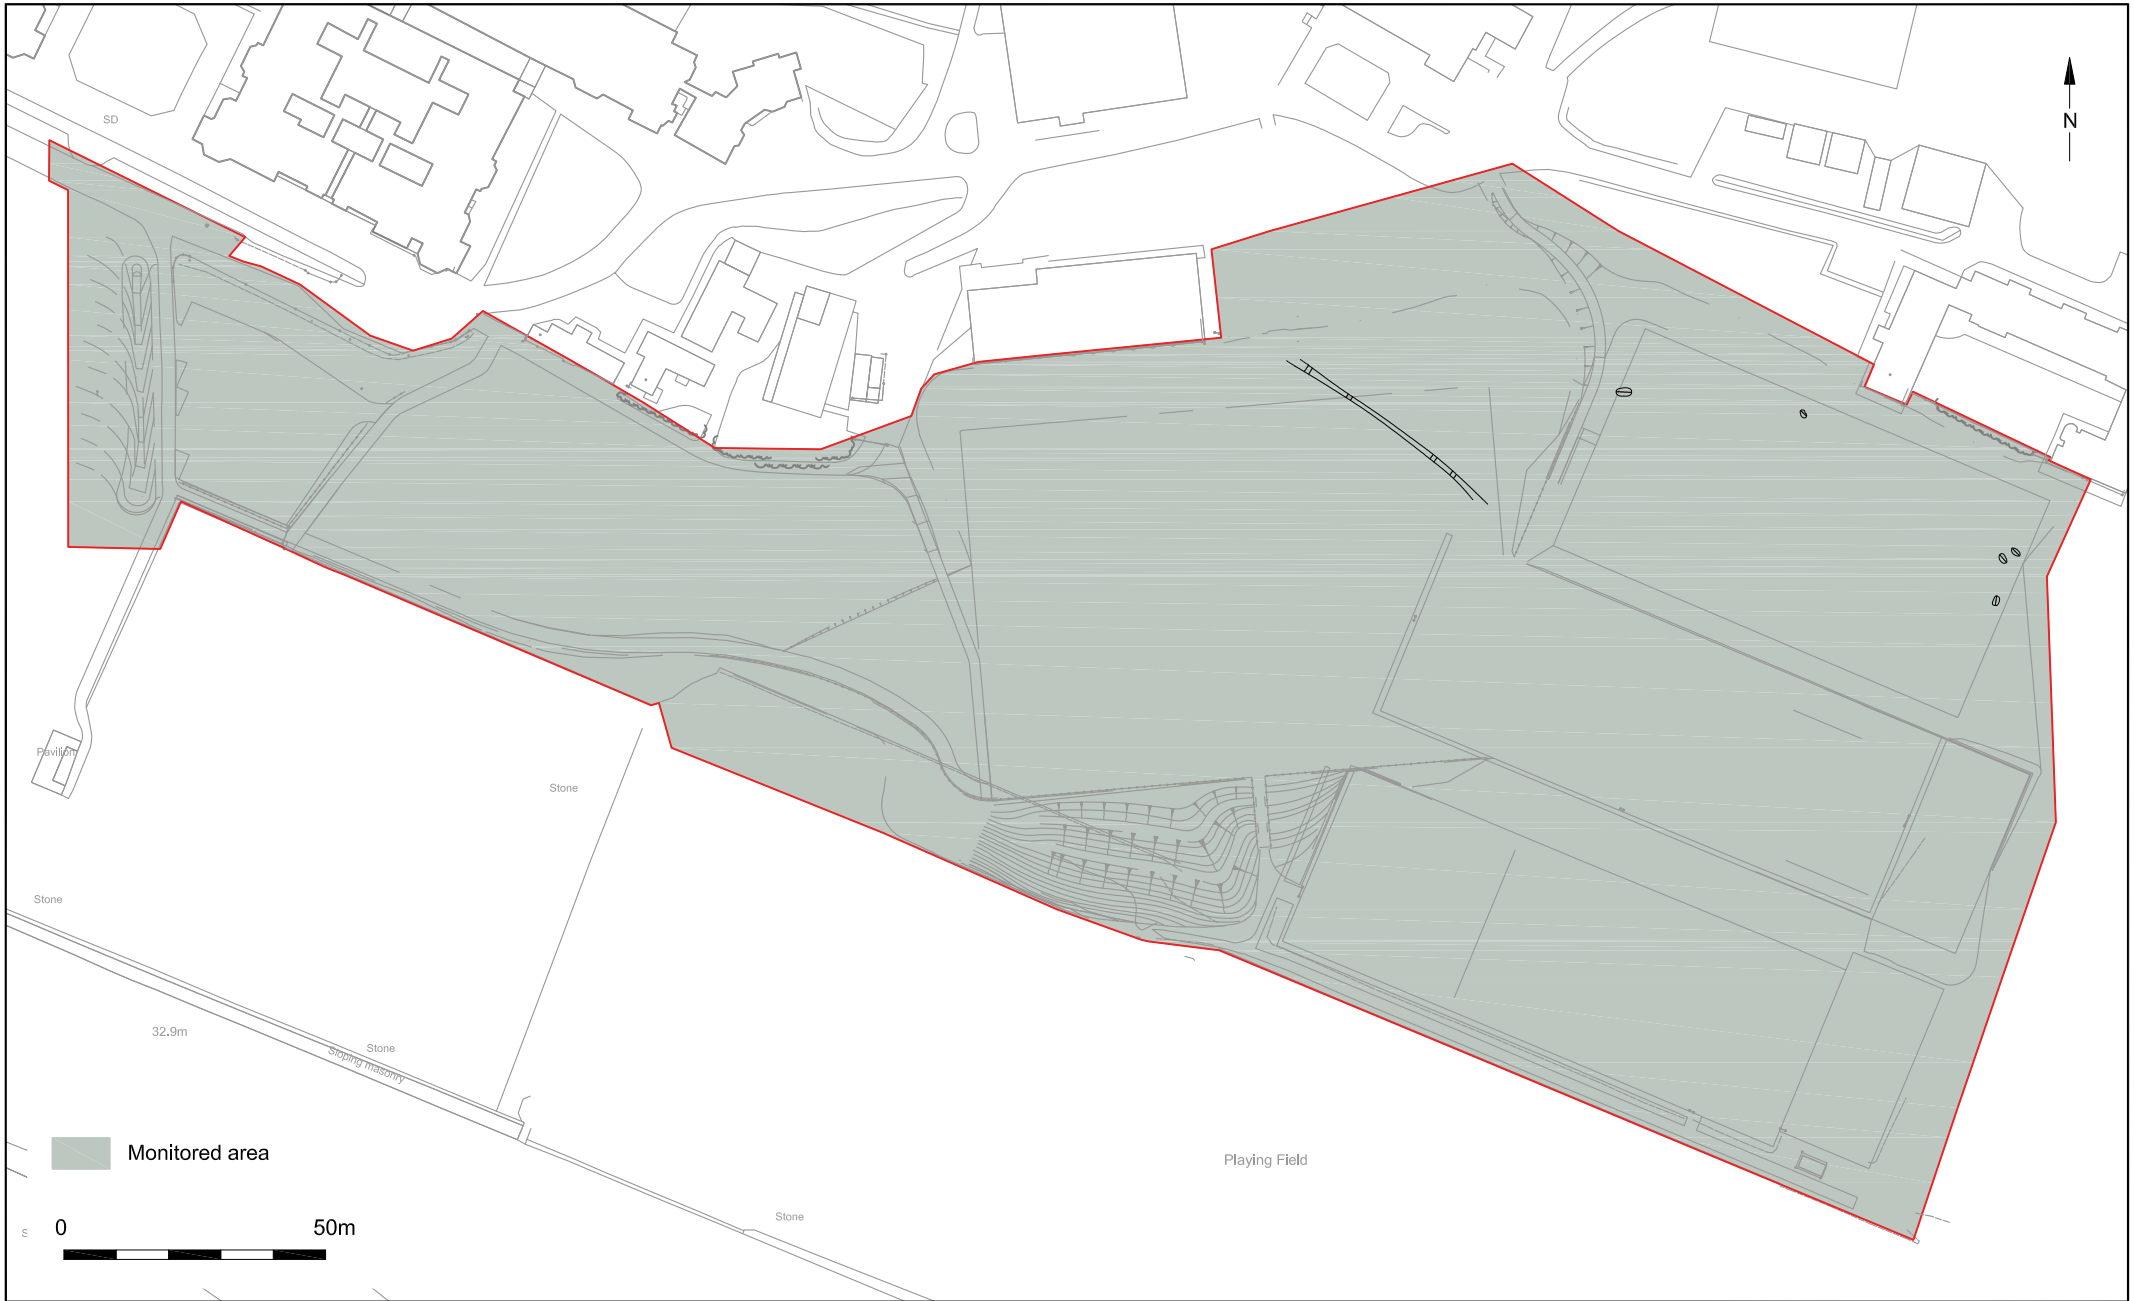 SD
N
Pavilion
Stone
Stone
32.9m
Stone
Sloping masonry
Monitored area
Playing Field
Stone
0 50m
S